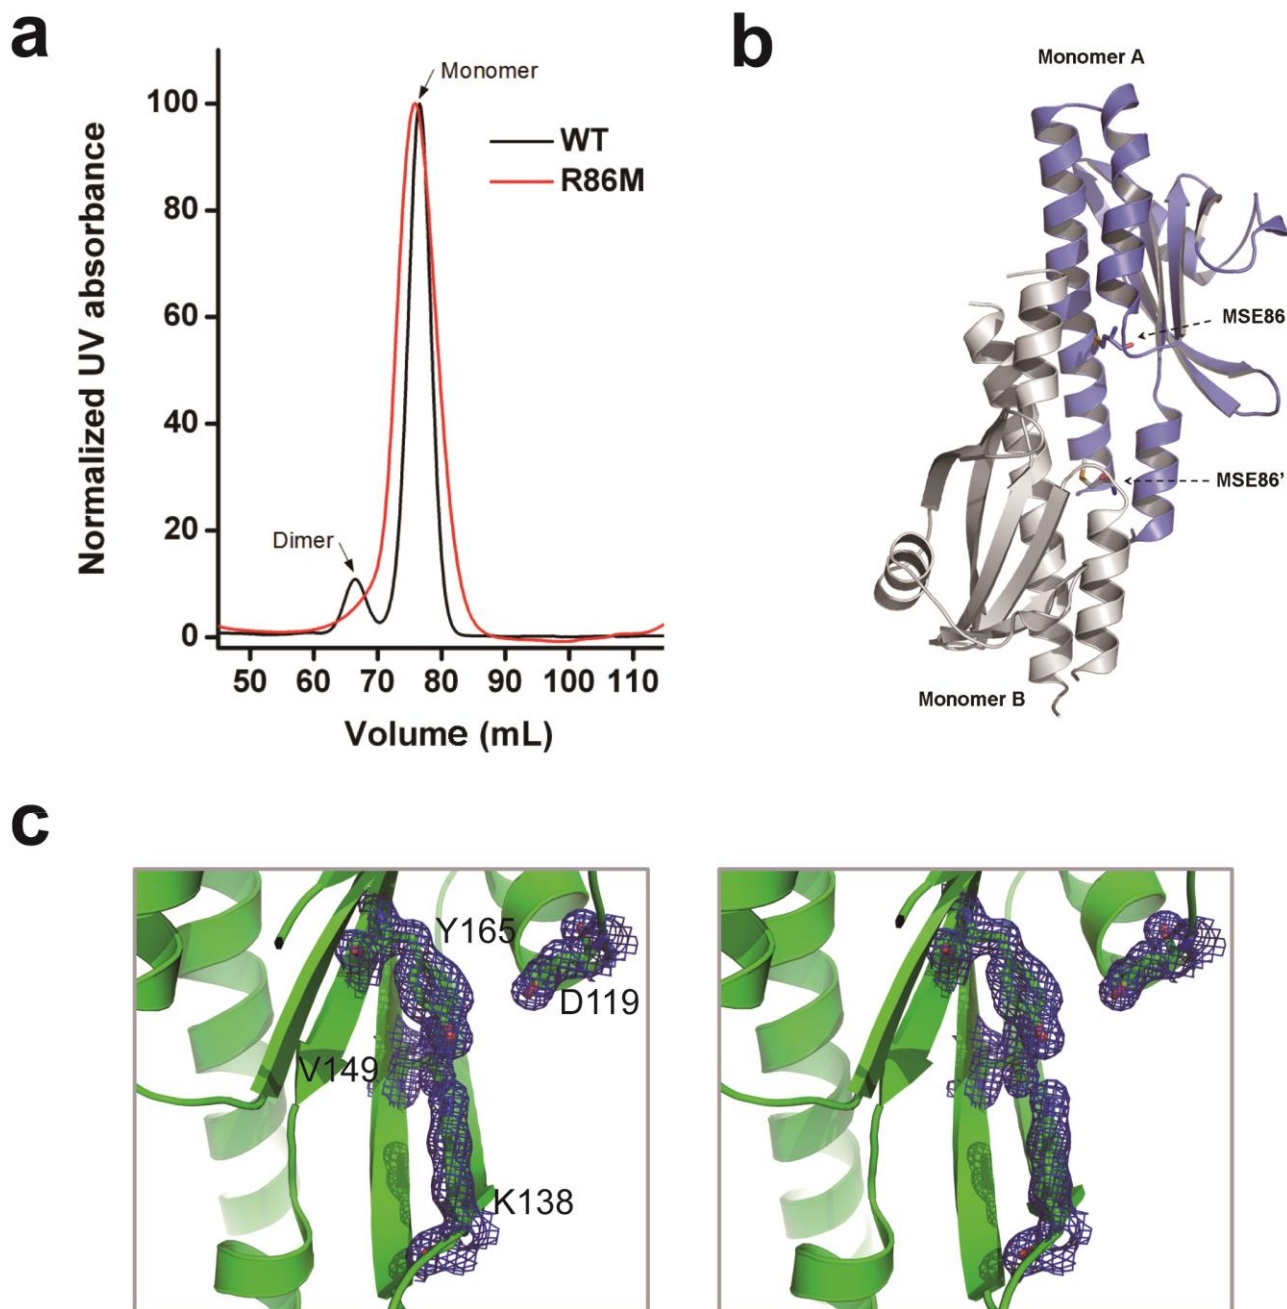 a
Normalized UV absorbance
100
80
60
40
20
0
Monomer
WT
R86M
Dimer
50 60 70 80 90 100 110
Volume (mL)
b
Monomer A
MSE86
MSE86'
Monomer B
c
Y165
D119
V149
K138